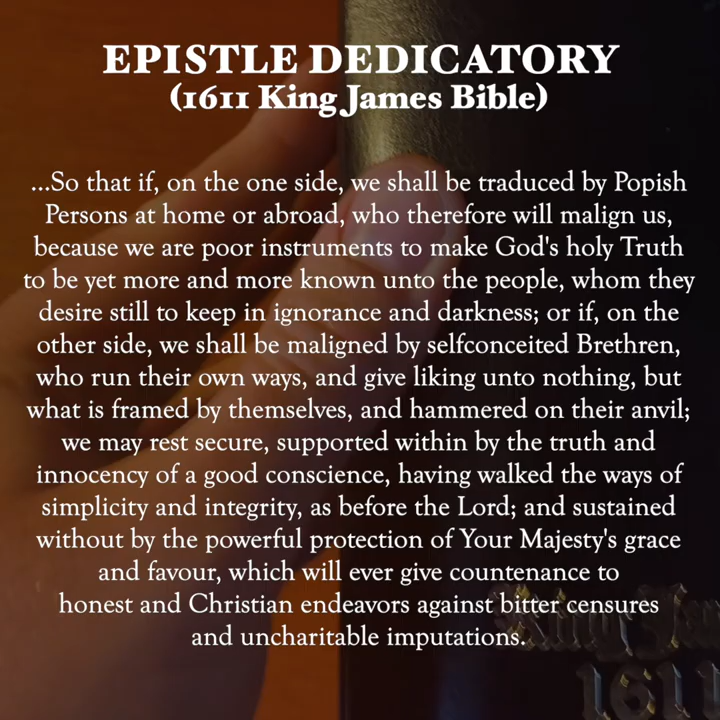 EPISTLE DEDICATORY
(1611 King James Bible)
...So that if, on the one side, we shall be traduced by Popish
Persons at home or abroad, who therefore will malign us,
because we are poor instruments to make God's holy Truth
to be yet more and more known unto the people, whom they
desire still to keep in ignorance and darkness; or if, on the
other side, we shall be maligned by selfconceited Brethren,
who run their own ways, and give liking unto nothing, but
what is framed by themselves, and hammered on their anvil;
we may rest secure, supported within by the truth and
innocency of a good conscience, having walked the ways of
simplicity and integrity, as before the Lord; and sustained
without by the powerful protection of Your Majesty's grace
and favour, which will ever give countenance to
honest and Christian endeavors against bitter censures
and uncharitable imputations.
King
1611